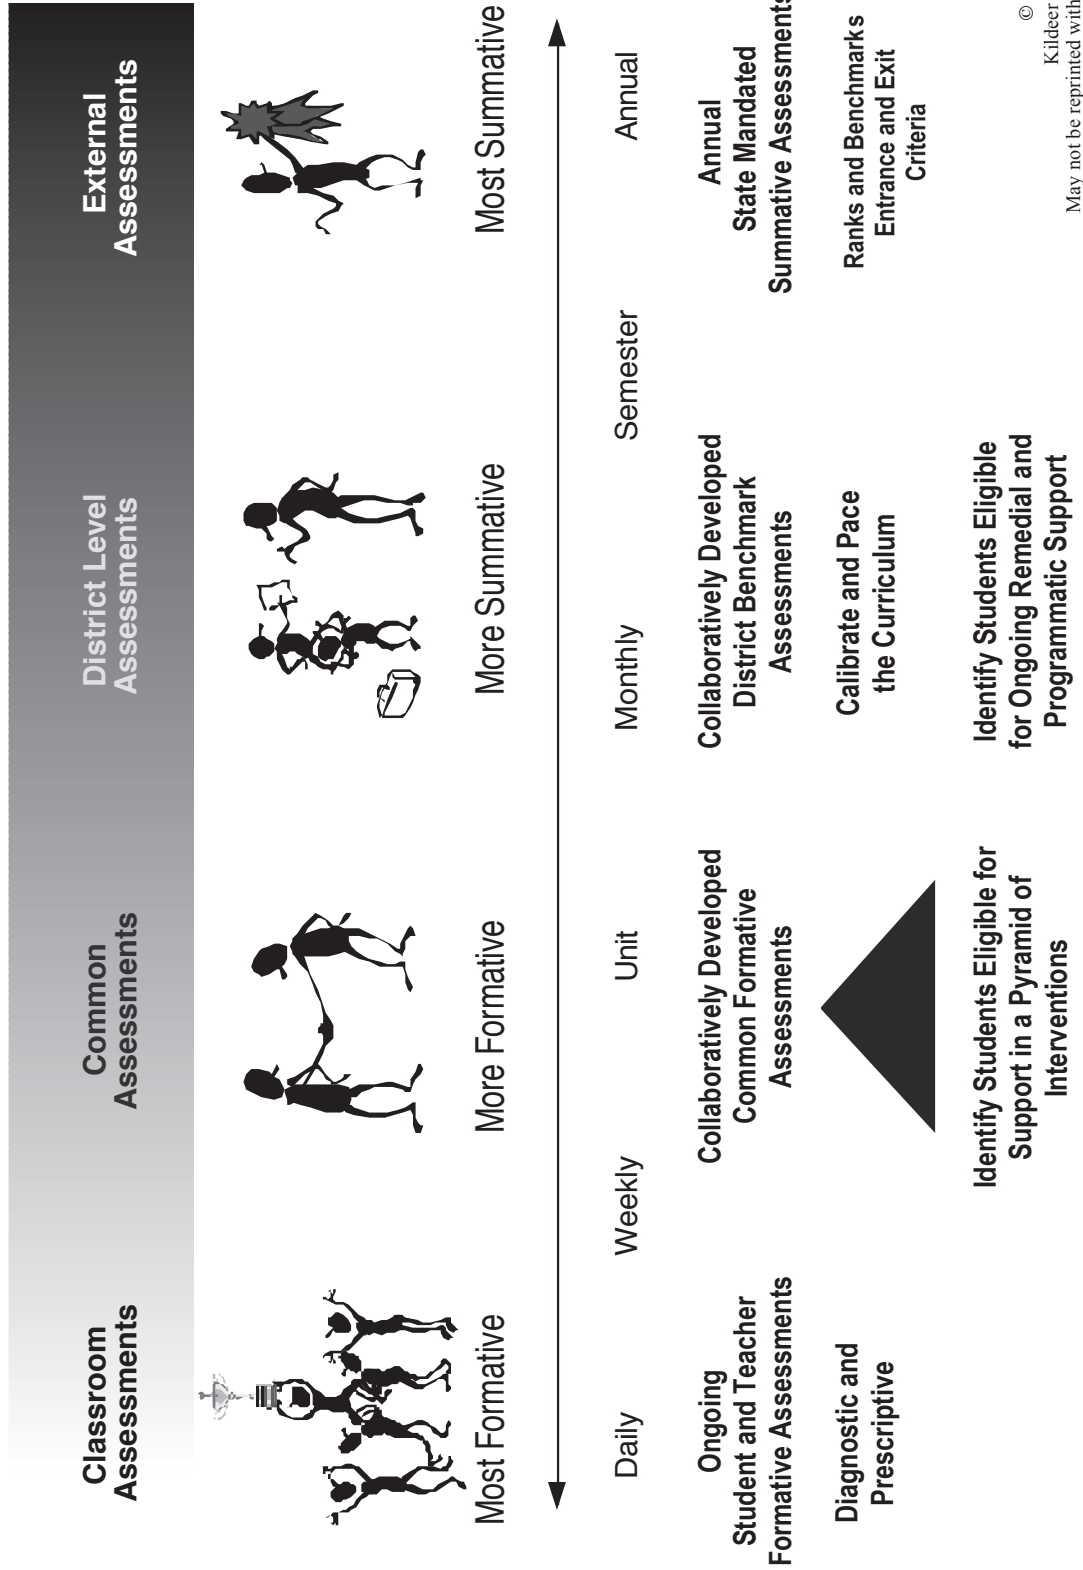 Classroom
Assessments
Common
Assessments
District Level
Assessments
External
Assessments
Most Formative
More Formative
More Summative
Most Summative
Daily
Weekly
Unit
Monthly
Semester
Annual
Ongoing
Student and Teacher
Formative Assessments
Diagnostic and
Prescriptive
Collaboratively Developed
Common Formative
Assessments
Identify Students Eligible for
Support in a Pyramid of
Interventions
Collaboratively Developed
District Benchmark
Assessments
Calibrate and Pace
the Curriculum
Identify Students Eligible
for Ongoing Remedial and
Programmatic Support
Annual
State Mandated
Summative Assessments
Ranks and Benchmarks
Entrance and Exit
Criteria
©
Kildeer
May not be reprinted with